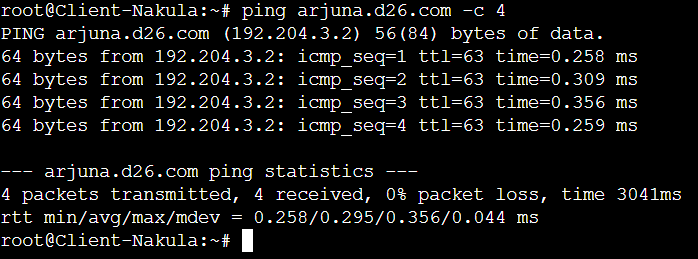 root@Client-Nakula:~# ping arjuna.d26.com -c 4
PING arjuna.d26.com (192.204.3.2) 56(84) bytes of data.
64 bytes from 192.204.3.2: icmp_seq=1 ttl=63 time=0.258 ms
64 bytes from 192.204.3.2: icmp_seq=2 ttl=63 time=0.309 ms
64 bytes from 192.204.3.2: icmp_seq=3 ttl=63 time=0.356 ms
64 bytes from 192.204.3.2: icmp_seq=4 ttl=63 time=0.259 ms
--- arjuna.d26.com ping statistics ---
4 packets transmitted, 4 received, 0% packet loss, time 3041ms
rtt min/avg/max/mdev = 0.258/0.295/0.356/0.044 ms
root@Client-Nakula:~#